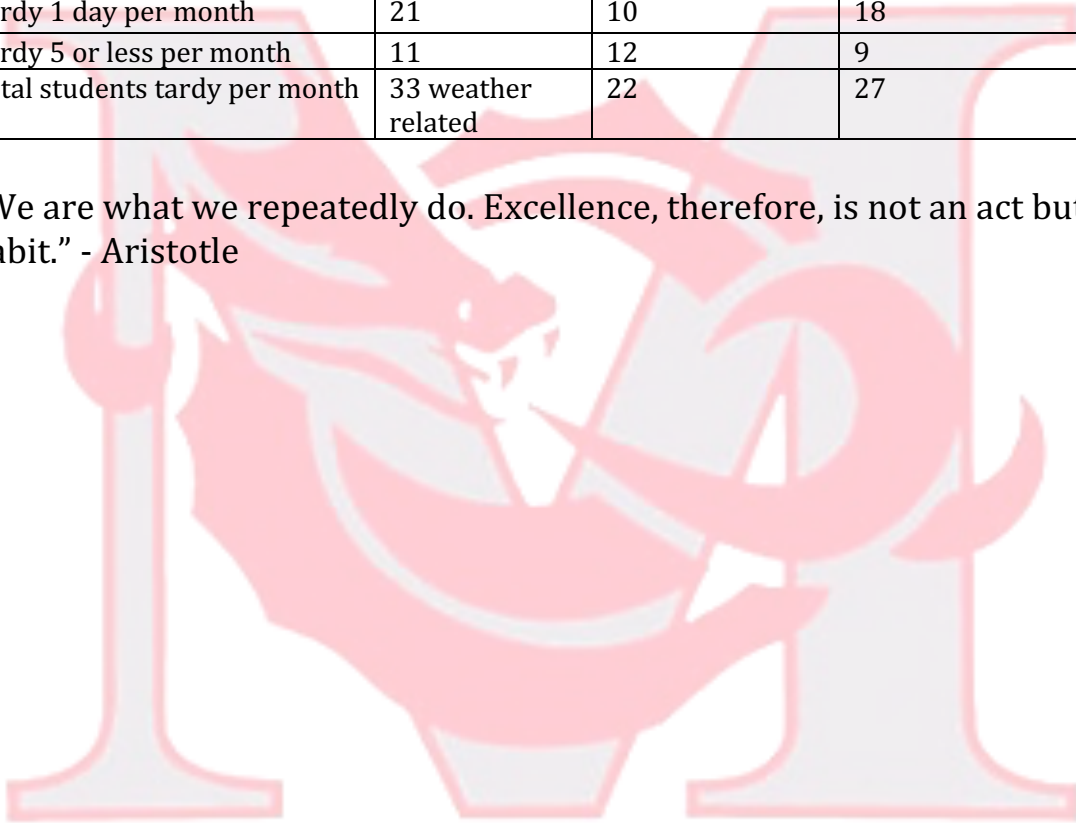 rdy 1 day per month 21 10 18
rdy 5 or less per month 11 12 9
tal students tardy per month 33 weather 22 27
related
We are what we repeatedly do. Excellence, therefore, is not an act but
abit.” - Aristotle